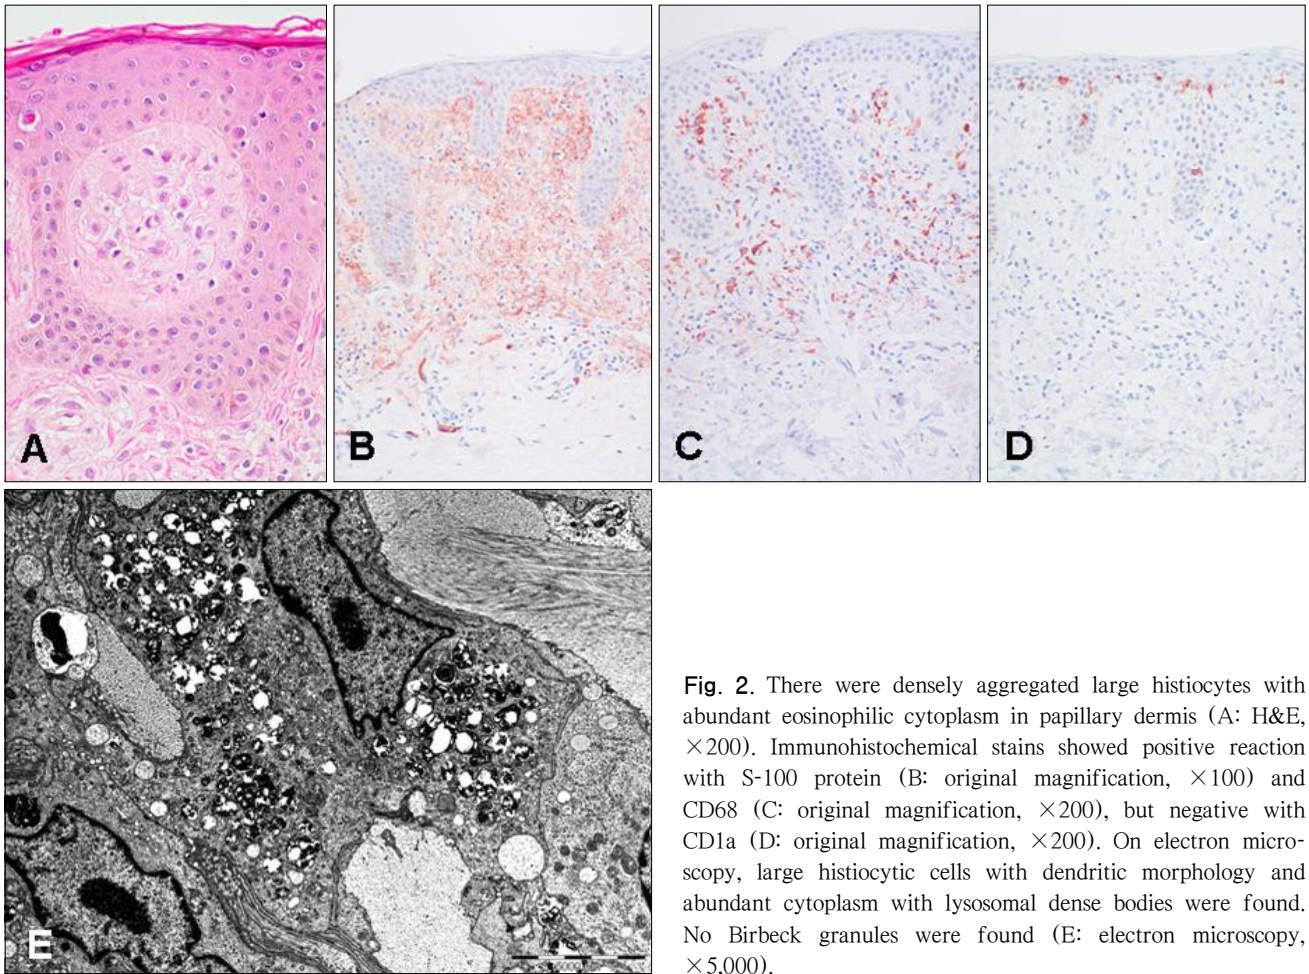 A
B
C
D
E
Fig. 2. There were densely aggregated large histiocytes with
abundant eosinophilic cytoplasm in papillary dermis (A: H&E,
×200). Immunohistochemical stains showed positive reaction
with S-100 protein (B: original magnification, ×100) and
CD68 (C: original magnification, ×200), but negative with
CD1a (D: original magnification, ×200). On electron micro-
scopy, large histiocytic cells with dendritic morphology and
abundant cytoplasm with lysosomal dense bodies were found.
No Birbeck granules were found (E: electron microscopy,
×5,000).